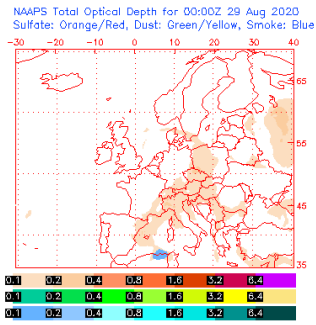 NAAPS Total Optical Depth for 00:00Z 29 Aug 2020
Sulfate: Orange/Red, Dust: Green/Yellow, Smoke: Blue
-30 -20 -10 0 10 20 30 40
65
55
45
35
0.1 0.2 0.4 0.8 1.6 3.2 6.4
0.1 0.2 0.4 0.8 1.6 3.2 6.4
0.1 0.2 0.4 0.8 1.6 3.2 6.4